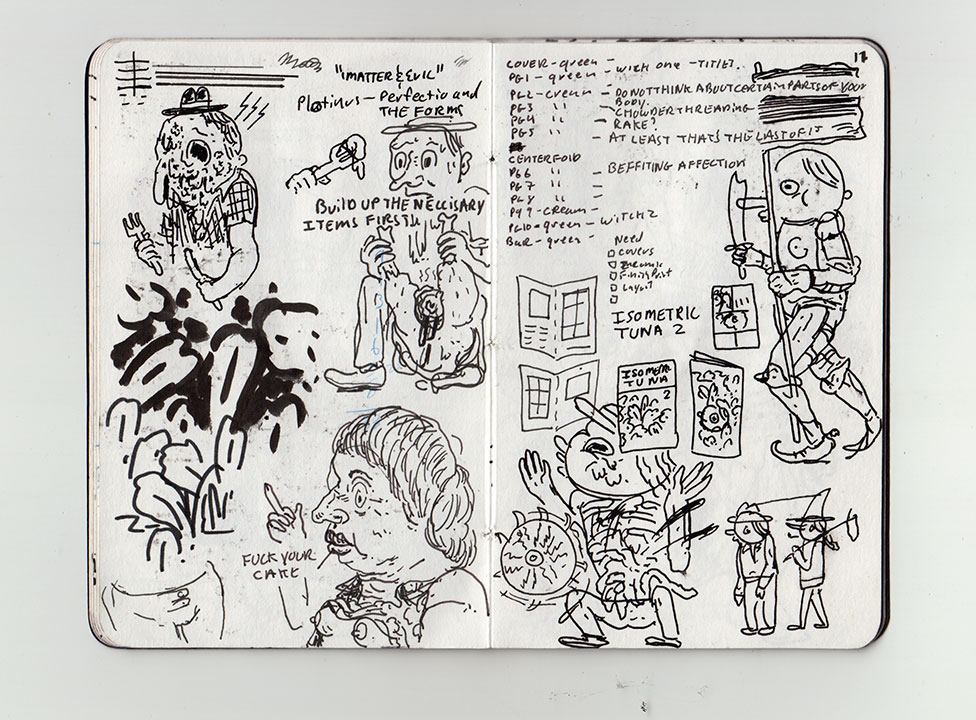 "MATTER & EVIL"
Plotinus - Perfectio and
THE FORMS
BUILD UP THE NECCISARY
ITEMS FIRST
FUCK YOUR
CAKE
17
COVER - green -
PG1 - green - WITH ONE - TITLE?
PG2 - cream - DO NOT THINK ABOUT CERTAIN PARTS OF YOUR
BODY.
PG3 " - CHOWDER THREADING
PG4 " - RAKE?
PG5 " - AT LEAST THAT'S THE LAST OF IT
CENTERFOLD BEFFITING AFFECTION
PG6 " -
PG7 " -
PG8 " -
PG9 - CREAM -
PG10 - green - WITCH 2
BACK - green -
Need
COVERS
Layout
ISOMETRIC
TUNA 2
ISOMETRIC
TUNA
2